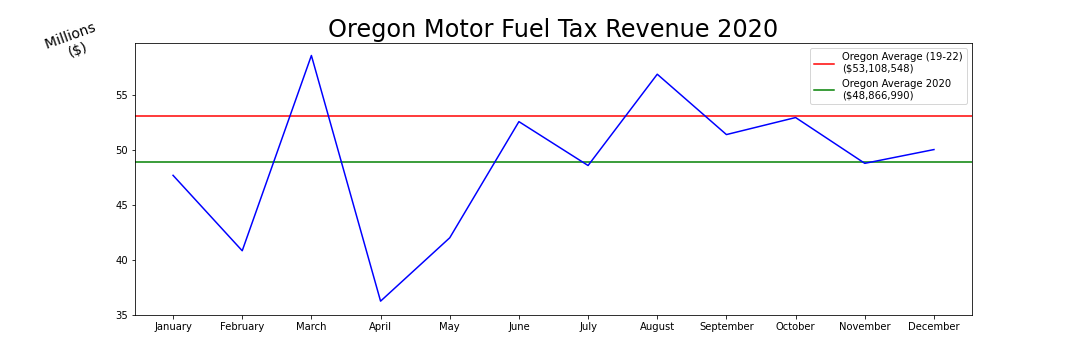 Millions
($)
Oregon Motor Fuel Tax Revenue 2020
Oregon Average (19-22)
($53,108,548)
Oregon Average 2020
($48,866,990)
55
50
45
40
35
January February March April May June July August September October November December